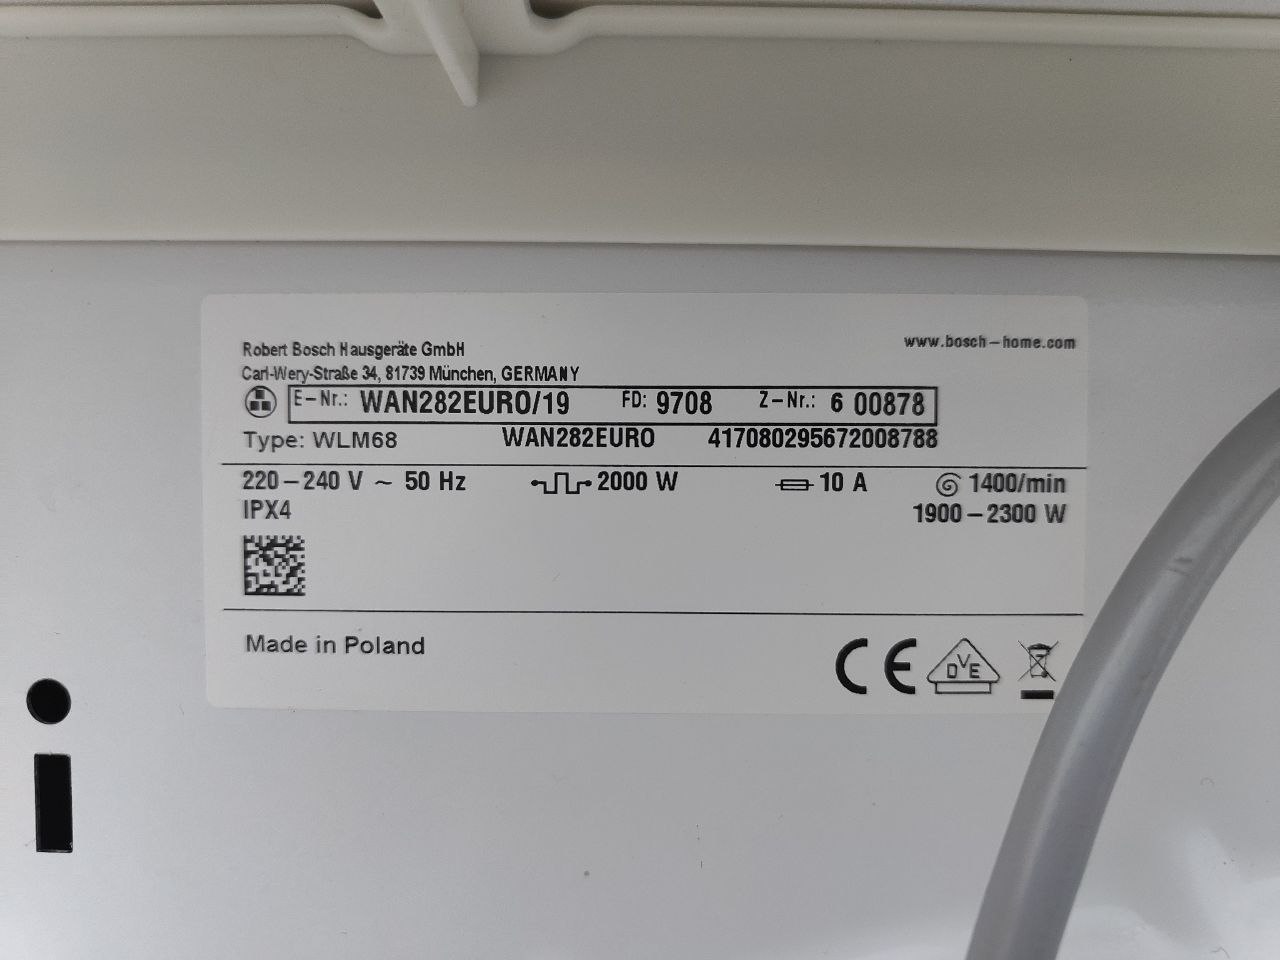 Robert Bosch Hausgeräte GmbH
www.bosch-home.com
Carl-Wery-Straße 34, 81739 München, GERMANY
E-Nr.: WAN282EURO/19 FD: 9708 Z-Nr.: 6 00878
Type: WLM68 WAN282EURO 417080295672008788
220-240 V ~ 50 Hz 2000 W 10 A 1400/min
IPX4 1900-2300 W
Made in Poland
CE DVE